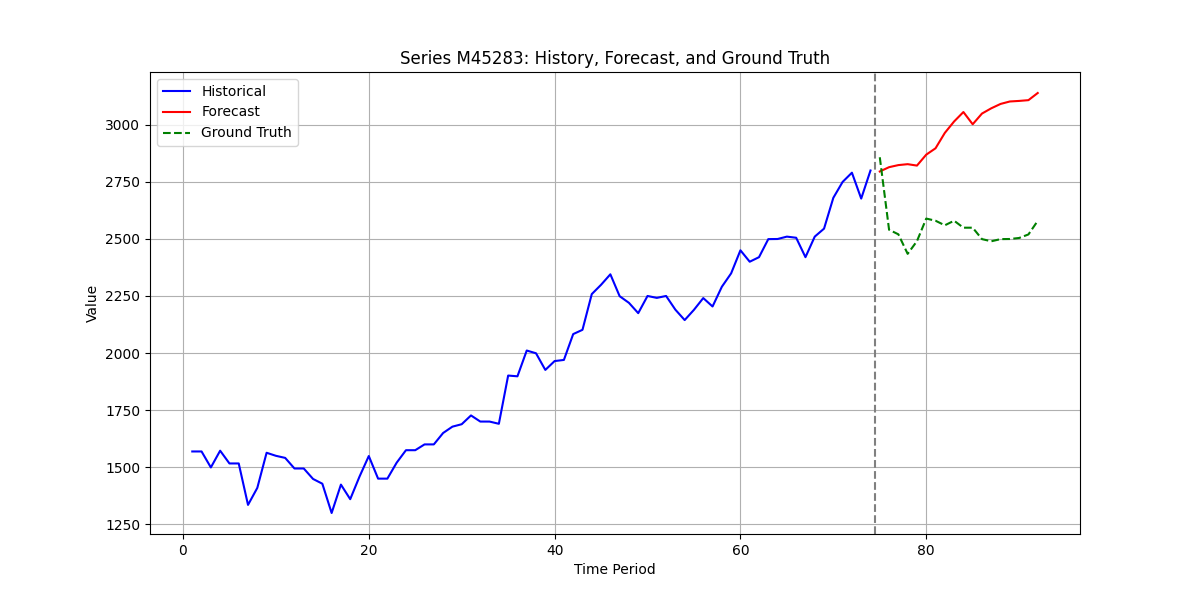 Series M45283: History, Forecast, and Ground Truth
Historical
Forecast
Ground Truth
Value
3000
2750
2500
2250
2000
1750
1500
1250
0 20 40 60 80
Time Period